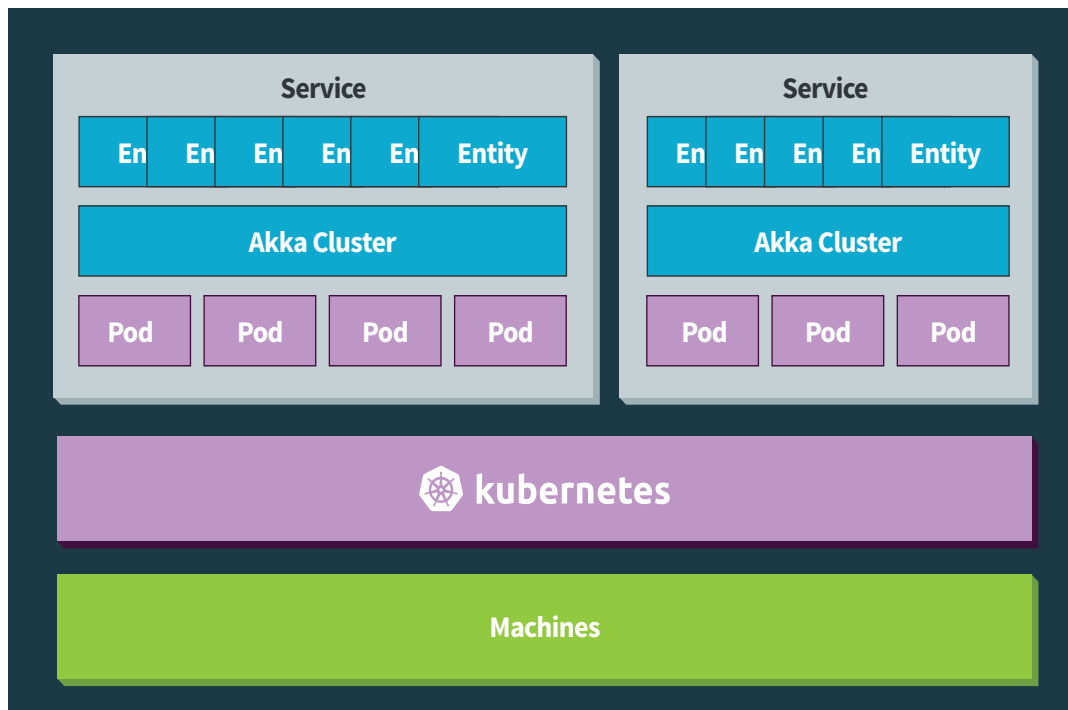 Service
En En En En En Entity
Akka Cluster
Pod Pod Pod Pod
Service
En En En En Entity
Akka Cluster
Pod Pod Pod
kubernetes
Machines